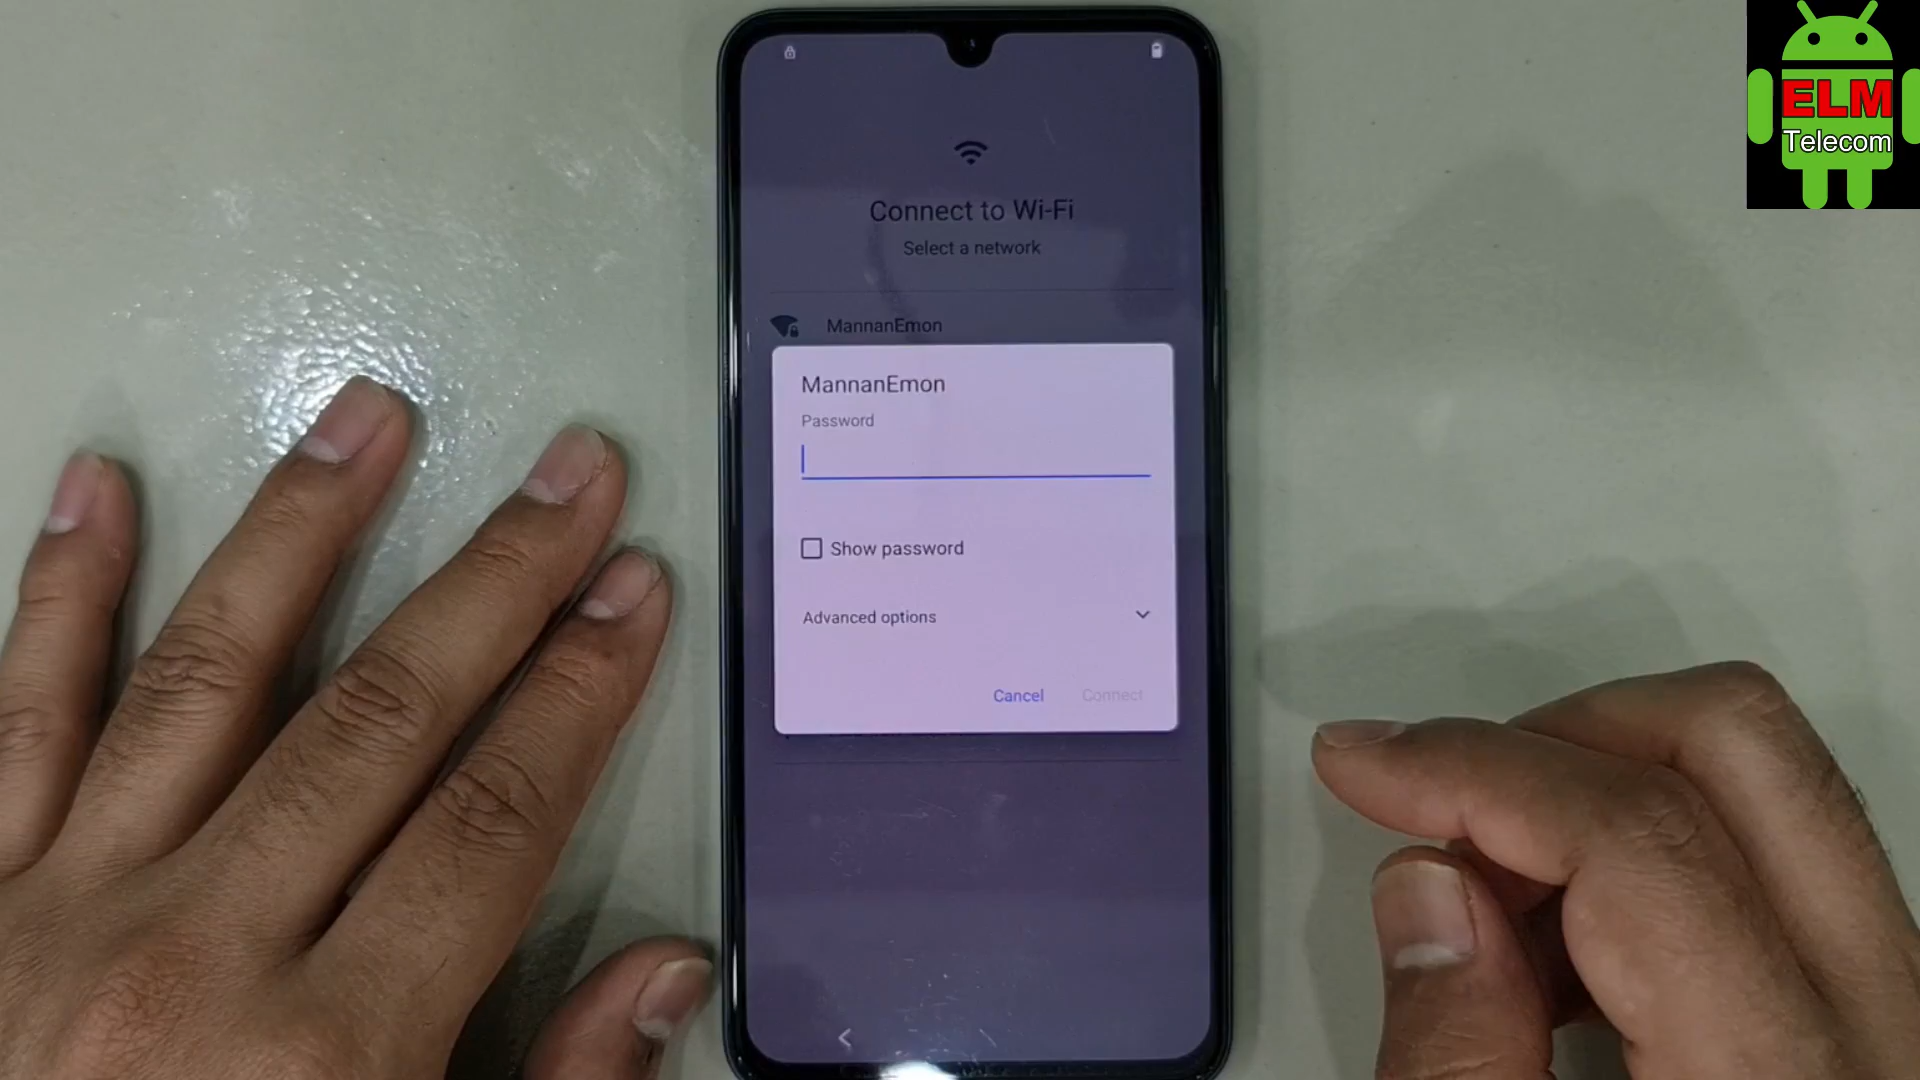 ELM
Telecom
Connect to Wi-Fi
Select a network
MannanEmon
MannanEmon
Password
Show password
Advanced options
Cancel
Connect